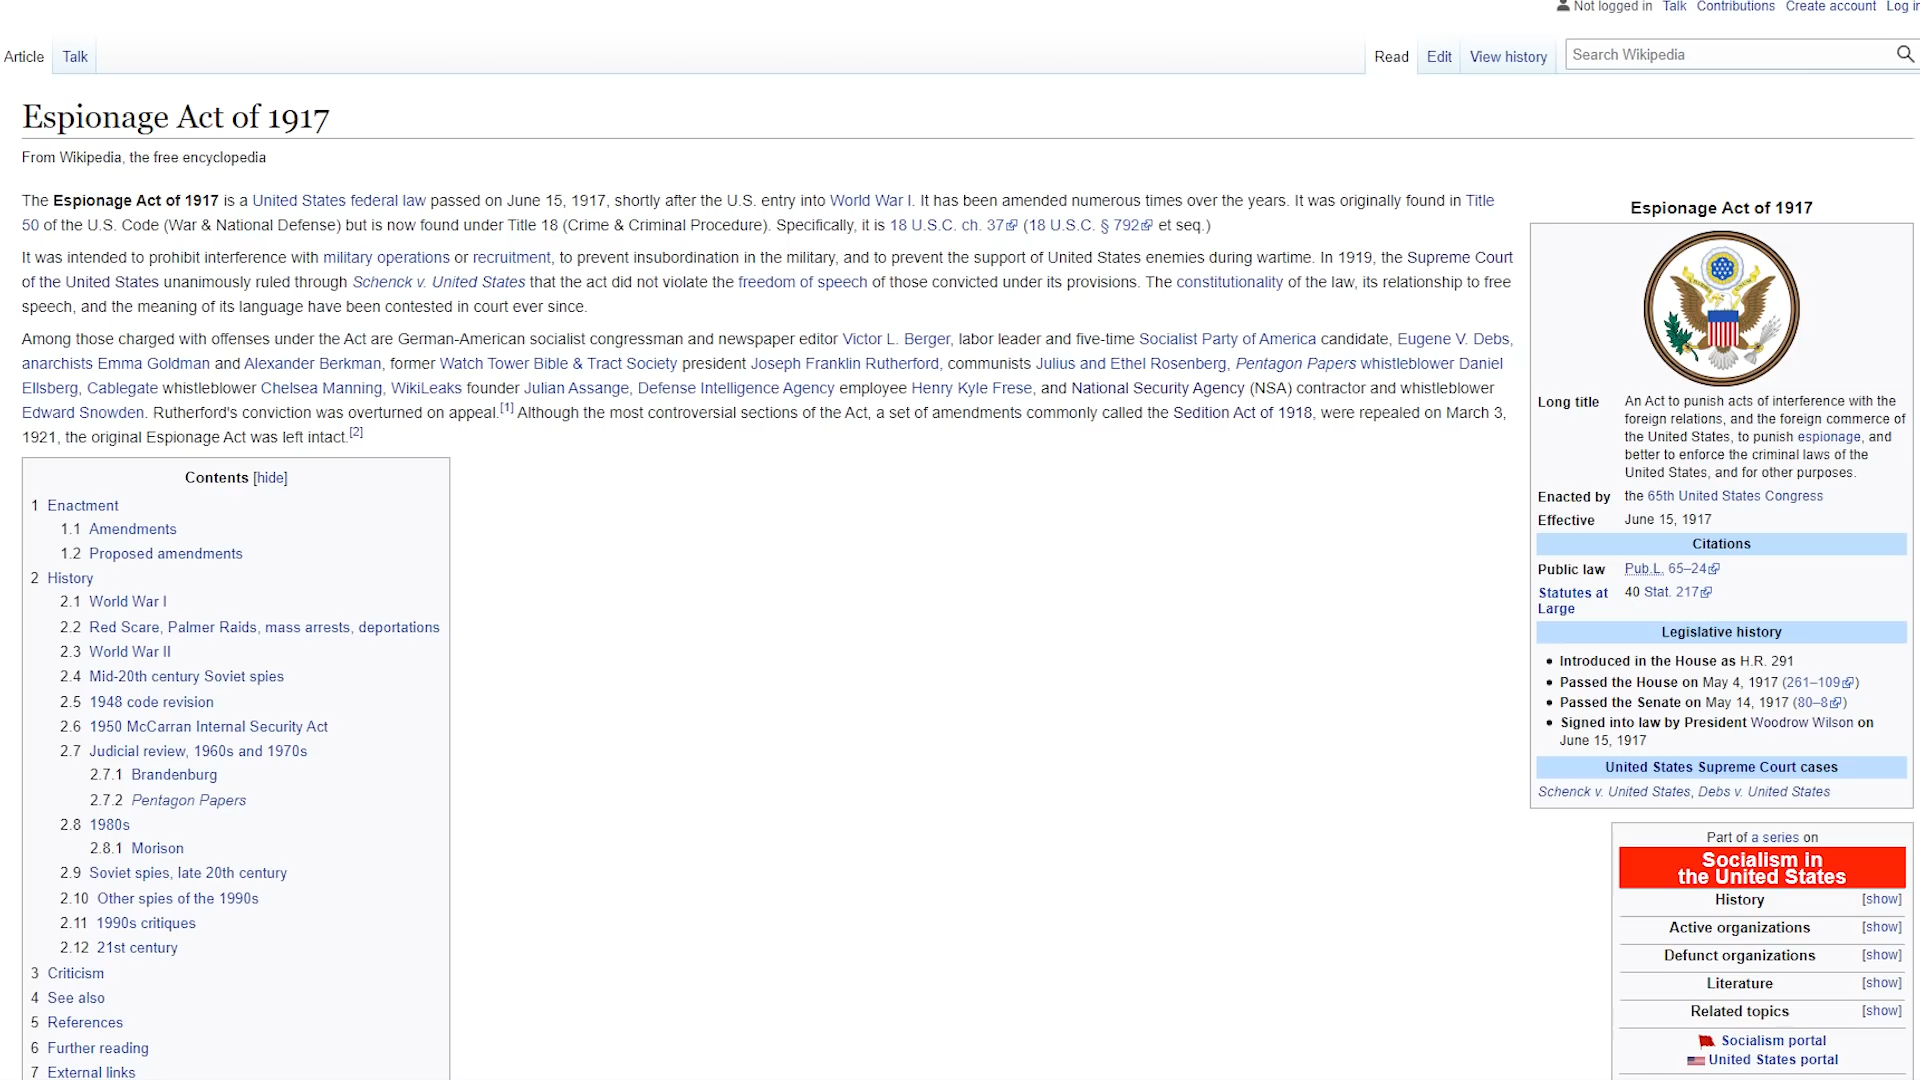 Not logged in Talk Contributions Create account Log in
Article Talk Read Edit View history Search Wikipedia
Espionage Act of 1917
From Wikipedia, the free encyclopedia
The Espionage Act of 1917 is a United States federal law passed on June 15, 1917, shortly after the U.S. entry into World War I. It has been amended numerous times over the years. It was originally found in Title
50 of the U.S. Code (War & National Defense) but is now found under Title 18 (Crime & Criminal Procedure). Specifically, it is 18 U.S.C. ch. 37 (18 U.S.C. § 792 et seq.)
It was intended to prohibit interference with military operations or recruitment, to prevent insubordination in the military, and to prevent the support of United States enemies during wartime. In 1919, the Supreme Court
of the United States unanimously ruled through Schenck v. United States that the act did not violate the freedom of speech of those convicted under its provisions. The constitutionality of the law, its relationship to free
speech, and the meaning of its language have been contested in court ever since.
Among those charged with offenses under the Act are German-American socialist congressman and newspaper editor Victor L. Berger, labor leader and five-time Socialist Party of America candidate, Eugene V. Debs,
anarchists Emma Goldman and Alexander Berkman, former Watch Tower Bible & Tract Society president Joseph Franklin Rutherford, communists Julius and Ethel Rosenberg, Pentagon Papers whistleblower Daniel
Ellsberg, Cablegate whistleblower Chelsea Manning, WikiLeaks founder Julian Assange, Defense Intelligence Agency employee Henry Kyle Frese, and National Security Agency (NSA) contractor and whistleblower
Edward Snowden. Rutherford's conviction was overturned on appeal.[1] Although the most controversial sections of the Act, a set of amendments commonly called the Sedition Act of 1918, were repealed on March 3,
1921, the original Espionage Act was left intact.[2]
Contents [hide]
1 Enactment
1.1 Amendments
1.2 Proposed amendments
2 History
2.1 World War I
2.2 Red Scare, Palmer Raids, mass arrests, deportations
2.3 World War II
2.4 Mid-20th century Soviet spies
2.5 1948 code revision
2.6 1950 McCarran Internal Security Act
2.7 Judicial review, 1960s and 1970s
2.7.1 Brandenburg
2.7.2 Pentagon Papers
2.8 1980s
2.8.1 Morison
2.9 Soviet spies, late 20th century
2.10 Other spies of the 1990s
2.11 1990s critiques
2.12 21st century
3 Criticism
4 See also
5 References
6 Further reading
7 External links
Espionage Act of 1917
Long title An Act to punish acts of interference with the
foreign relations, and the foreign commerce of
the United States, to punish espionage, and
better to enforce the criminal laws of the
United States, and for other purposes.
Enacted by the 65th United States Congress
Effective June 15, 1917
Citations
Public law Pub.L. 65–24
Statutes at 40 Stat. 217
Large
Legislative history
• Introduced in the House as H.R. 291
• Passed the House on May 4, 1917 (261–109)
• Passed the Senate on May 14, 1917 (80–8)
• Signed into law by President Woodrow Wilson on
June 15, 1917
United States Supreme Court cases
Schenck v. United States, Debs v. United States
Part of a series on
Socialism in
the United States
History [show]
Active organizations [show]
Defunct organizations [show]
Literature [show]
Related topics [show]
Socialism portal
United States portal